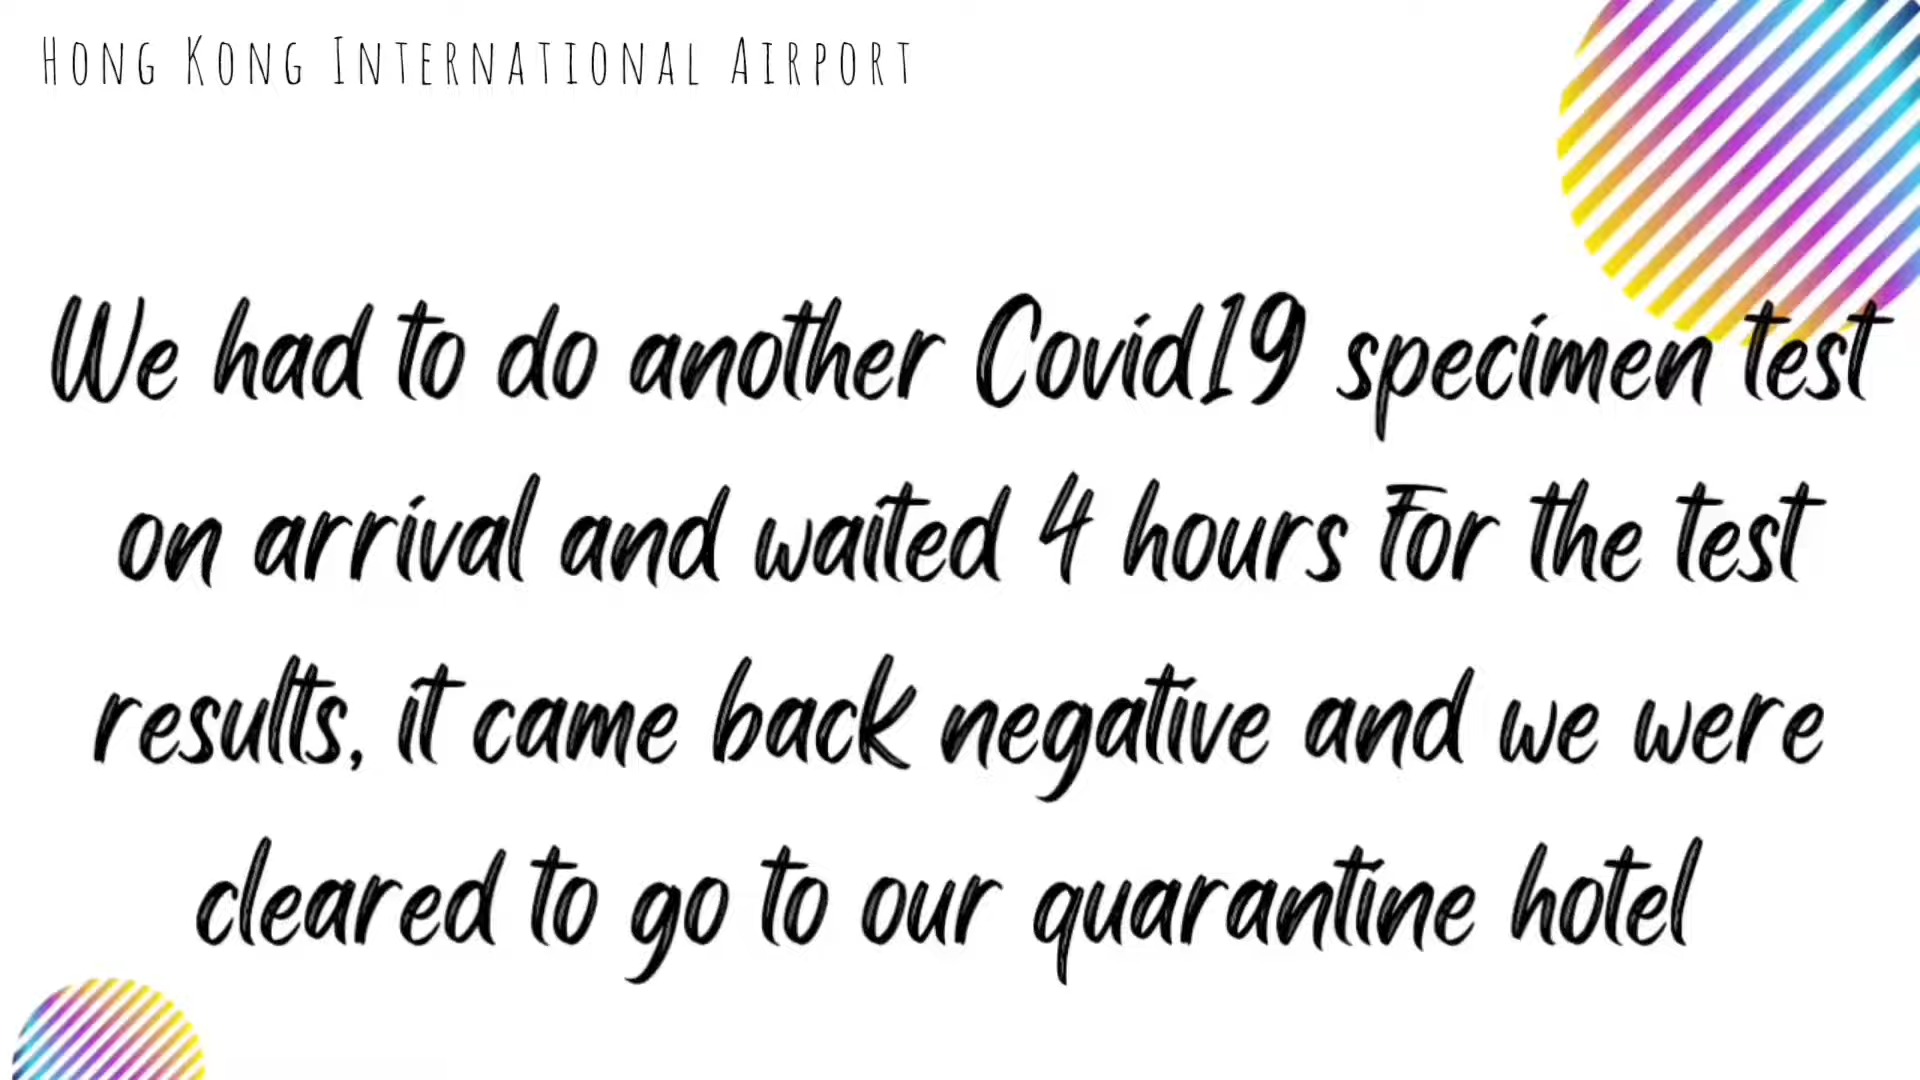 Hong Kong International Airport
We had to do another Covid19 specimen test
on arrival and waited 4 hours for the test
results, it came back negative and we were
cleared to go to our quarantine hotel